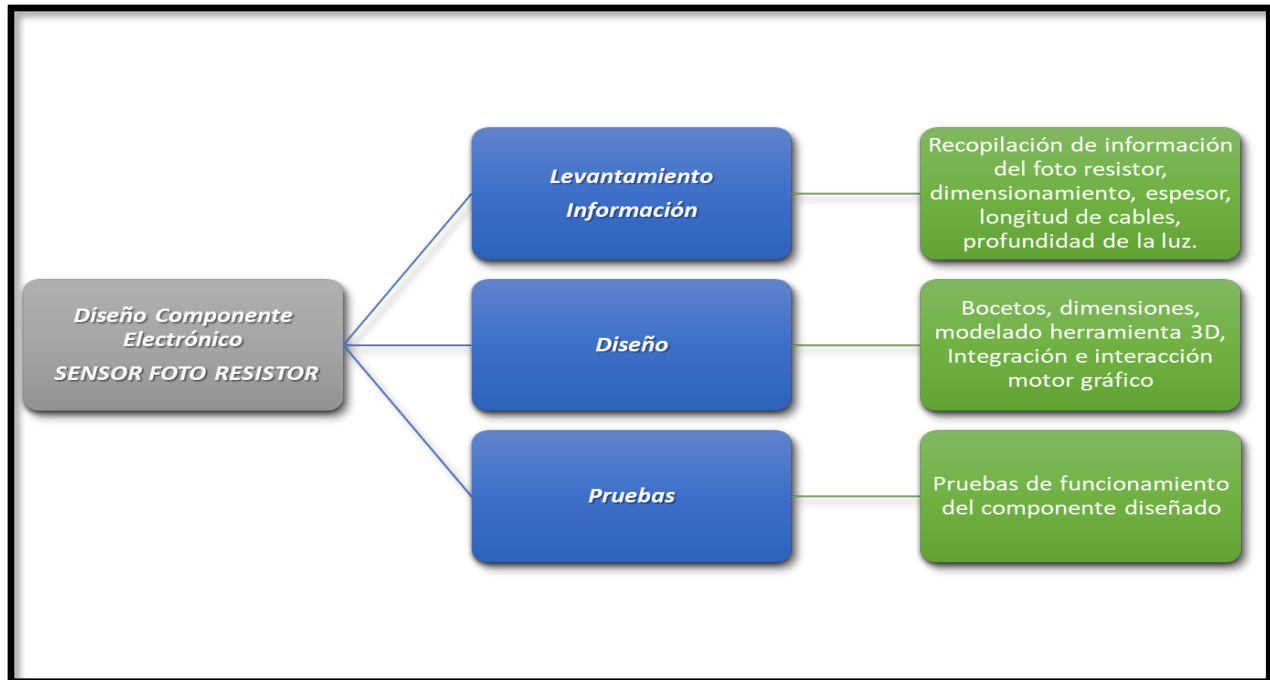 Diseño Componente
Electrónico
SENSOR FOTO RESISTOR
Levantamiento
Información
Recopilación de información
del foto resistor,
dimensionamiento, espesor,
longitud de cables,
profundidad de la luz.
Diseño
Bocetos, dimensiones,
modelado herramienta 3D,
Integración e interacción
motor gráfico
Pruebas
Pruebas de funcionamiento
del componente diseñado